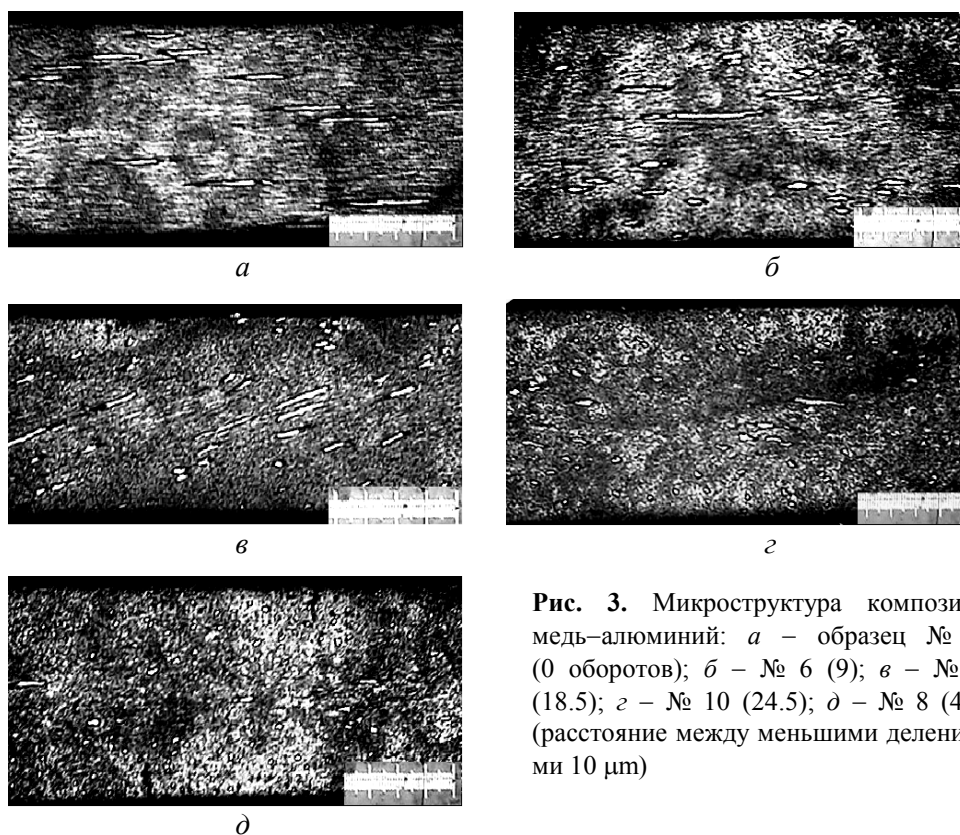 а
б
в
г
д
Рис. 3. Микроструктура компози
медь–алюминий: а – образец №
(0 оборотов); б – № 6 (9); в – №
(18.5); г – № 10 (24.5); д – № 8 (4
(расстояние между меньшими делени
ми 10 μm)